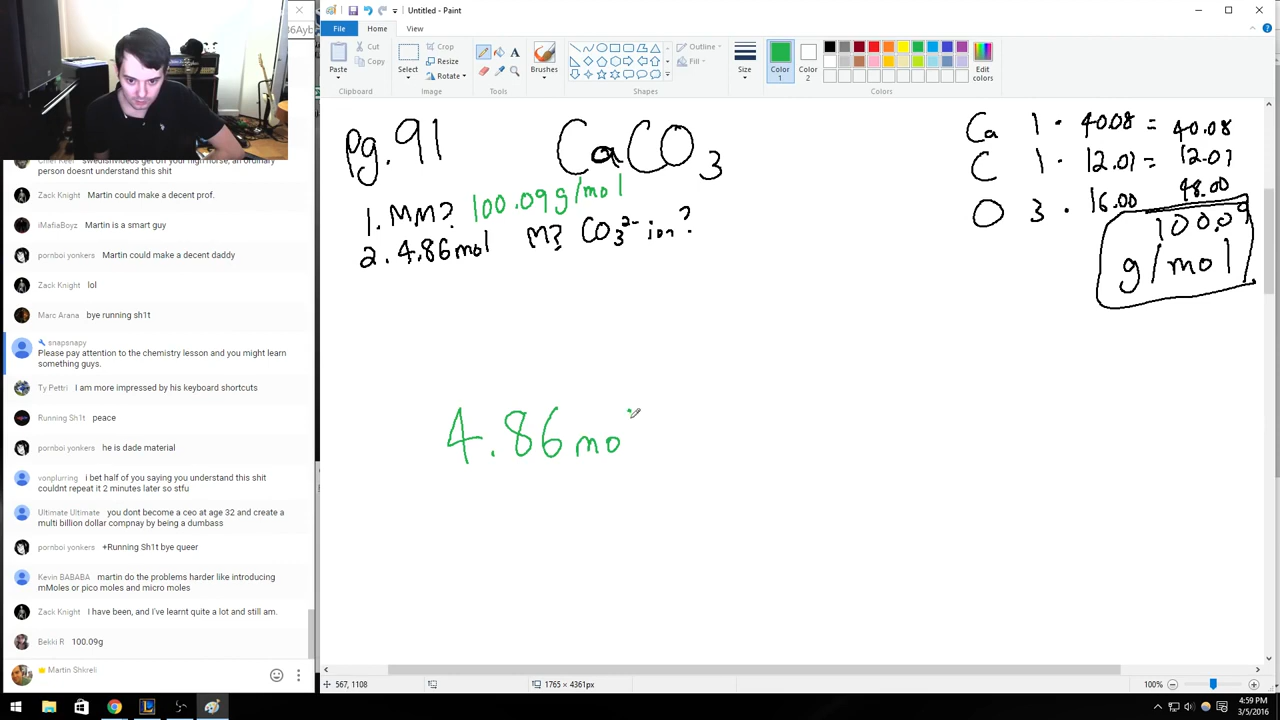 Untitled - Paint
File Home View
Paste
Cut
Copy
Clipboard
Select
Crop
Resize
Rotate
Image
Tools
Brushes
Outline
Fill
Shapes
Size
Color 1
Color 2
Edit colors
Colors
person doesnt understand this shit
Zack Knight Martin could make a decent prof.
iMafiaBoyz Martin is a smart guy
pornboi yonkers Martin could make a decent daddy
Zack Knight lol
Marc Arana bye running sh1t
snapsnapy
Please pay attention to the chemistry lesson and you might learn
something guys.
Ty Pettri I am more impressed by his keyboard shortcuts
Running Sh1t peace
pornboi yonkers he is dade material
vonplurring i bet half of you saying you understand this shit
couldnt repeat it 2 minutes later so stfu
Ultimate Ultimate you dont become a ceo at age 32 and create a
multi billion dollar compnay by being a dumbass
pornboi yonkers +Running Sh1t bye queer
Kevin BABABA martin do the problems harder like introducing
mMoles or pico moles and micro moles
Zack Knight I have been, and I've learnt quite a lot and still am.
Bekki R 100.09g
Martin Shkreli
pg.91 CaCO3
1. MM? 100.09g/mol
2. 4.86mol M? CO3 2- ion?
Ca 1 · 40.08 = 40.08
C 1 · 12.01 = 12.01
O 3 · 16.00 48.00
100.09
g/mol
4.86 mo
567, 1108
1765 × 4361px
100%
4:59 PM
3/5/2016